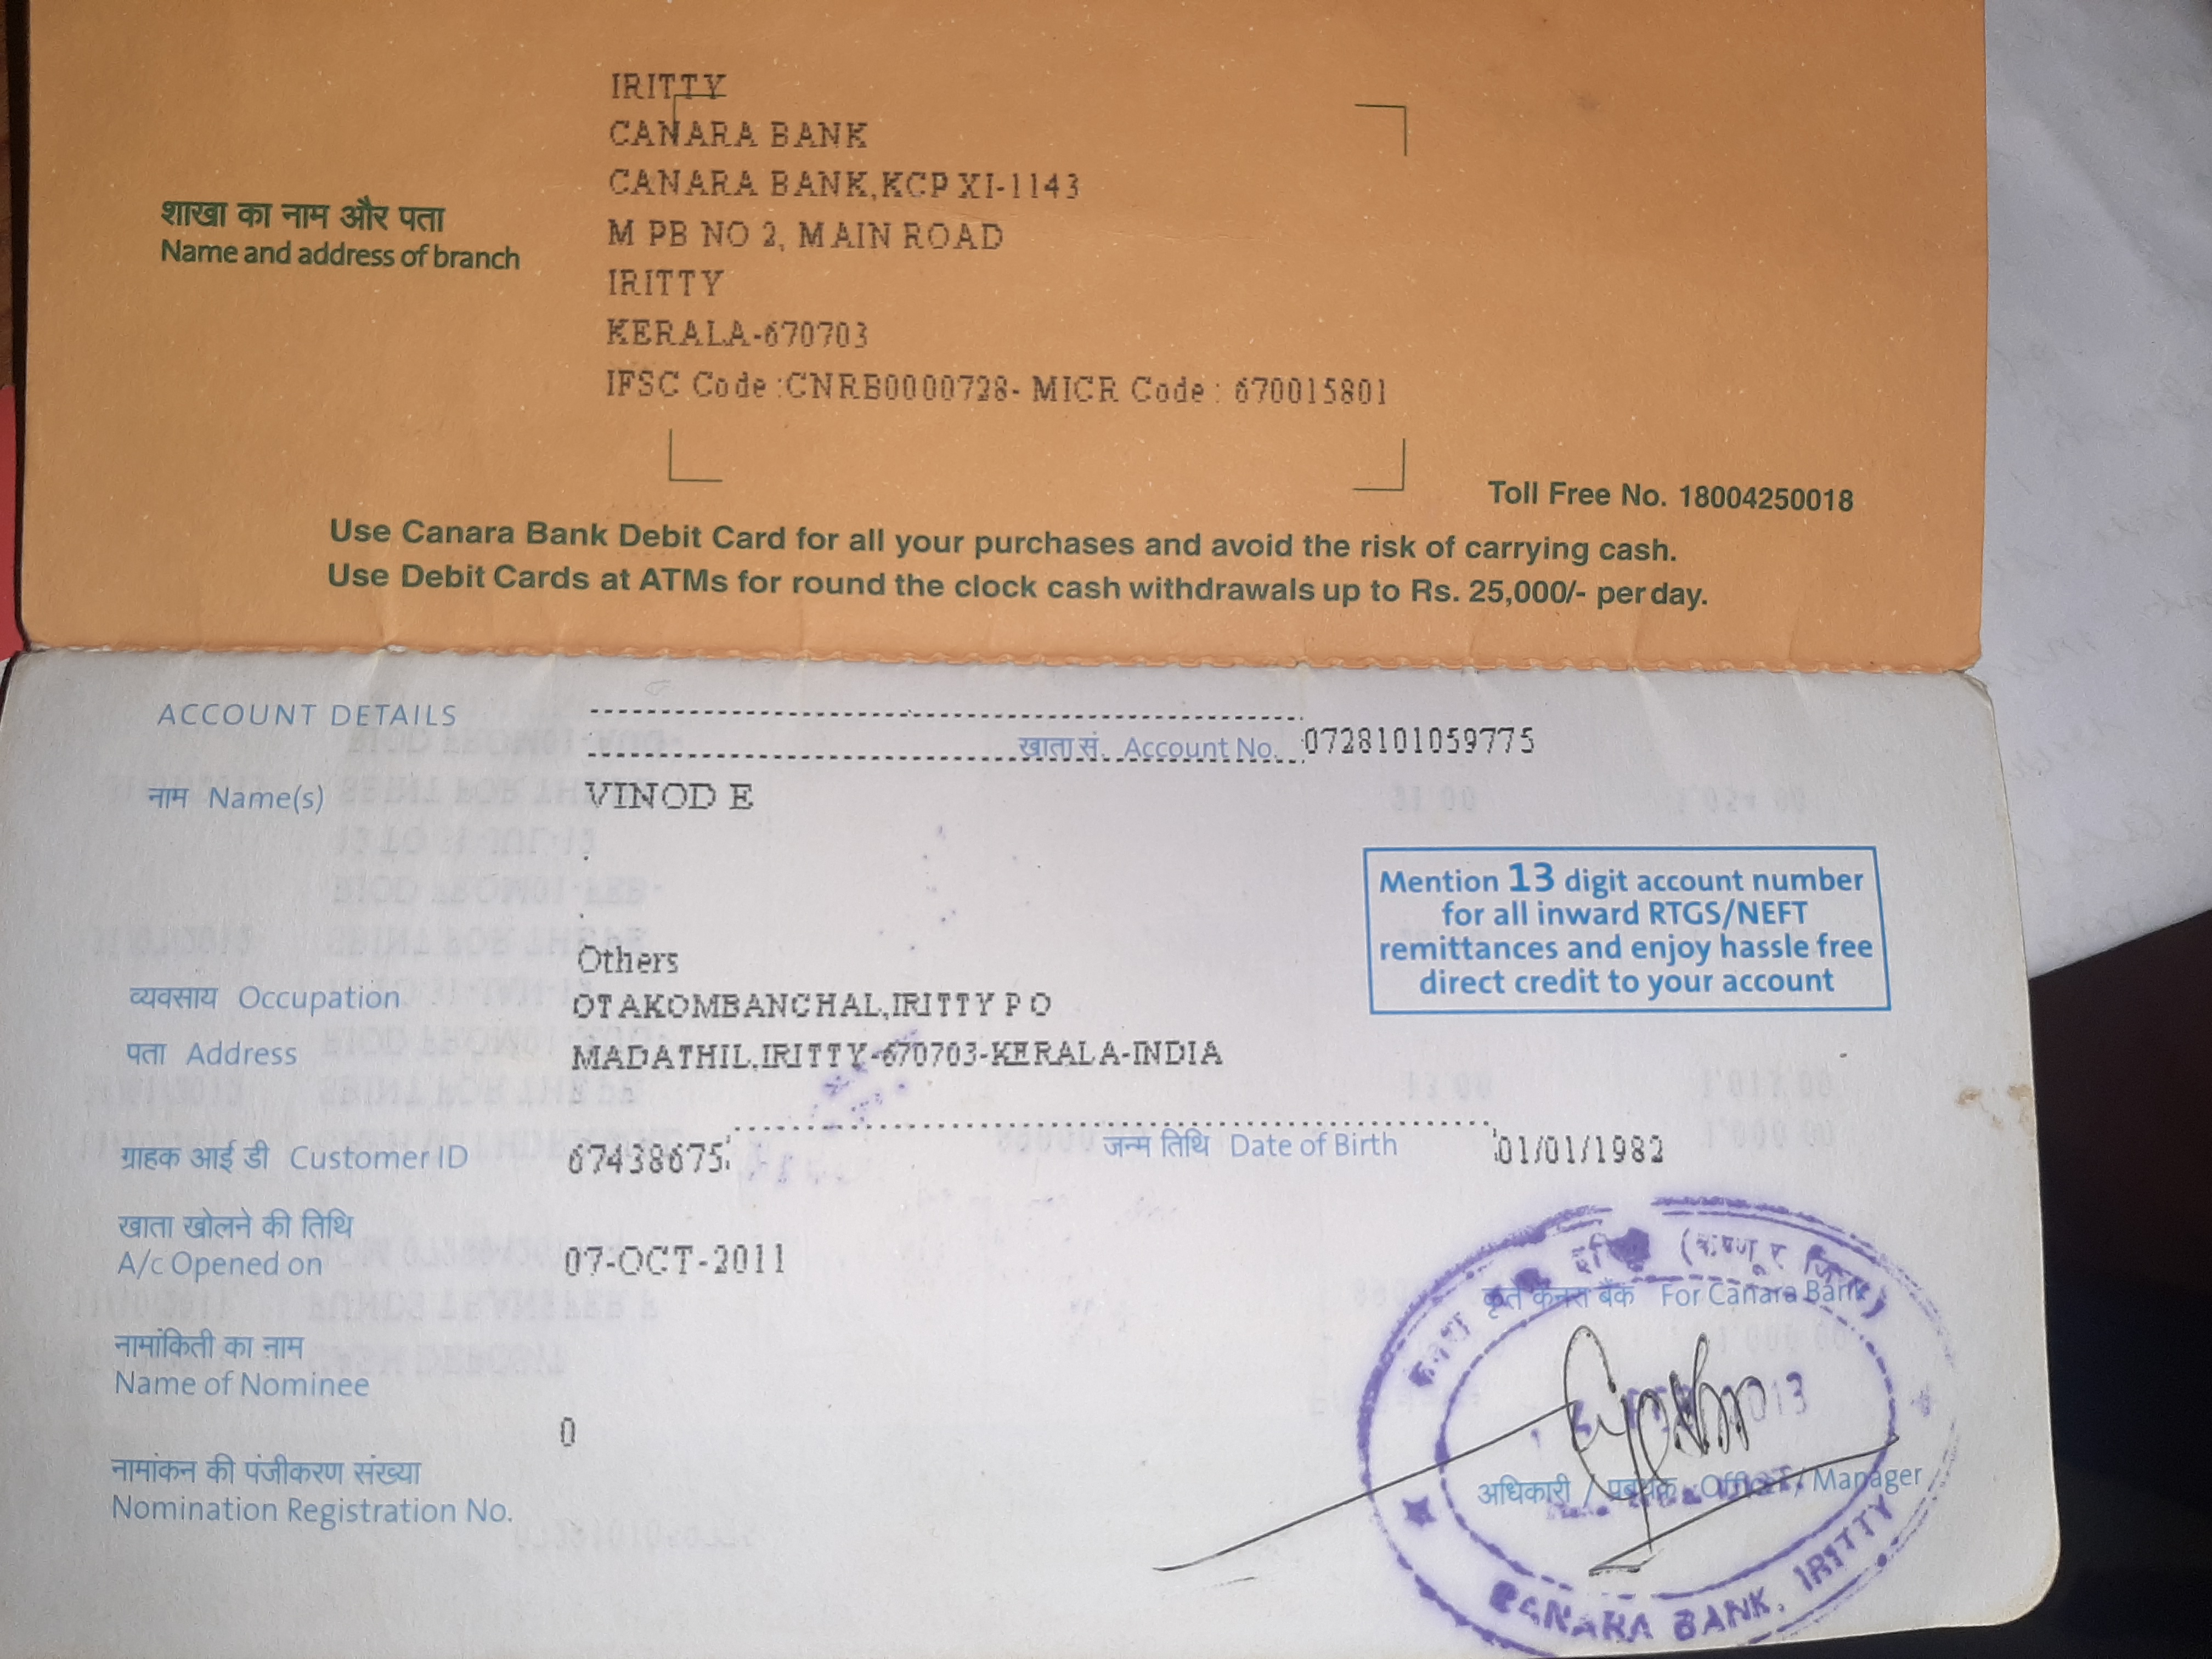 IRITTY
CANARA BANK
CANARA BANK,KCP XI-1143
शाखा का नाम और पता
Name and address of branch
M PB NO 2, MAIN ROAD
IRITTY
KERALA-670703
IFSC Code :CNRB0000728- MICR Code : 670015801
Toll Free No. 18004250018
Use Canara Bank Debit Card for all your purchases and avoid the risk of carrying cash.
Use Debit Cards at ATMs for round the clock cash withdrawals up to Rs. 25,000/- per day.
ACCOUNT DETAILS
खाता सं. Account No. 0728101059775
नाम Name(s) VINOD E
Mention 13 digit account number
for all inward RTGS/NEFT
remittances and enjoy hassle free
direct credit to your account
Others
व्यवसाय Occupation OTAKOMBANCHAL,IRITTY P O
पता Address MADATHIL,IRITTY-670703-KERALA-INDIA
ग्राहक आई डी Customer ID 67438675 जन्म तिथि Date of Birth 01/01/1982
खाता खोलने की तिथि
A/c Opened on 07-OCT-2011
कृते केनरा बैंक For Canara Bank
नामांकिती का नाम
Name of Nominee
0
नामांकन की पंजीकरण संख्या
Nomination Registration No.
अधिकारी / प्रबंधक Officer / Manager
CANARA BANK, IRITTY